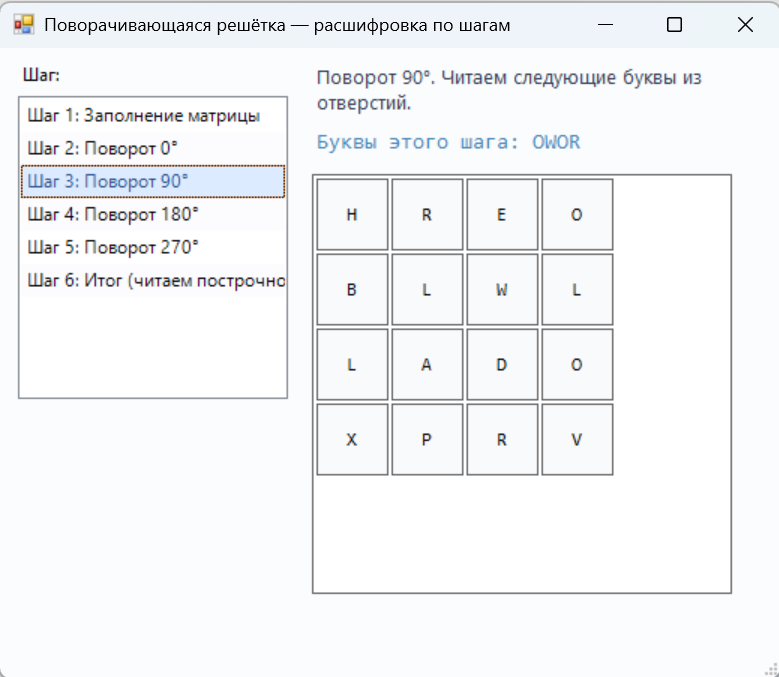 Поворачивающаяся решётка — расшифровка по шагам
Шаг:
Шаг 1: Заполнение матрицы
Шаг 2: Поворот 0°
Шаг 3: Поворот 90°
Шаг 4: Поворот 180°
Шаг 5: Поворот 270°
Шаг 6: Итог (читаем построчно
Поворот 90°. Читаем следующие буквы из
отверстий.
Буквы этого шага: OWOR
H R E O
B L W L
L A D O
X P R V